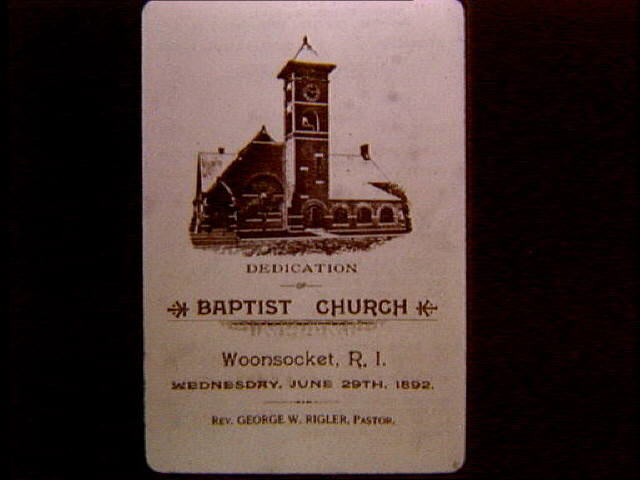 DEDICATION
OF
BAPTIST CHURCH
Woonsocket, R. I.
WEDNESDAY, JUNE 29TH, 1892.
REV. GEORGE W. RIGLER, PASTOR.